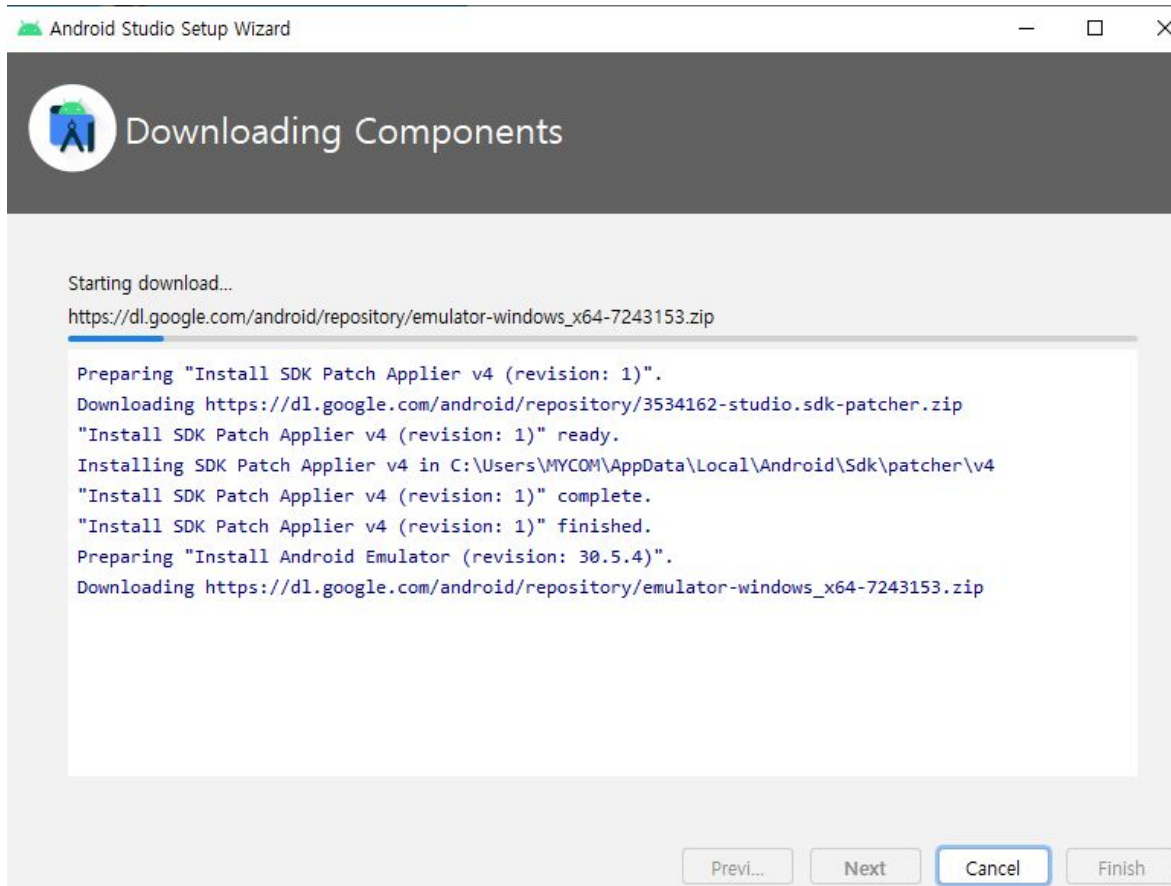 Android Studio Setup Wizard
Downloading Components
Starting download...
https://dl.google.com/android/repository/emulator-windows_x64-7243153.zip
Preparing "Install SDK Patch Applier v4 (revision: 1)".
Downloading https://dl.google.com/android/repository/3534162-studio.sdk-patcher.zip
"Install SDK Patch Applier v4 (revision: 1)" ready.
Installing SDK Patch Applier v4 in C:\Users\MYCOM\AppData\Local\Android\Sdk\patcher\v4
"Install SDK Patch Applier v4 (revision: 1)" complete.
"Install SDK Patch Applier v4 (revision: 1)" finished.
Preparing "Install Android Emulator (revision: 30.5.4)".
Downloading https://dl.google.com/android/repository/emulator-windows_x64-7243153.zip
Previ... Next Cancel Finish